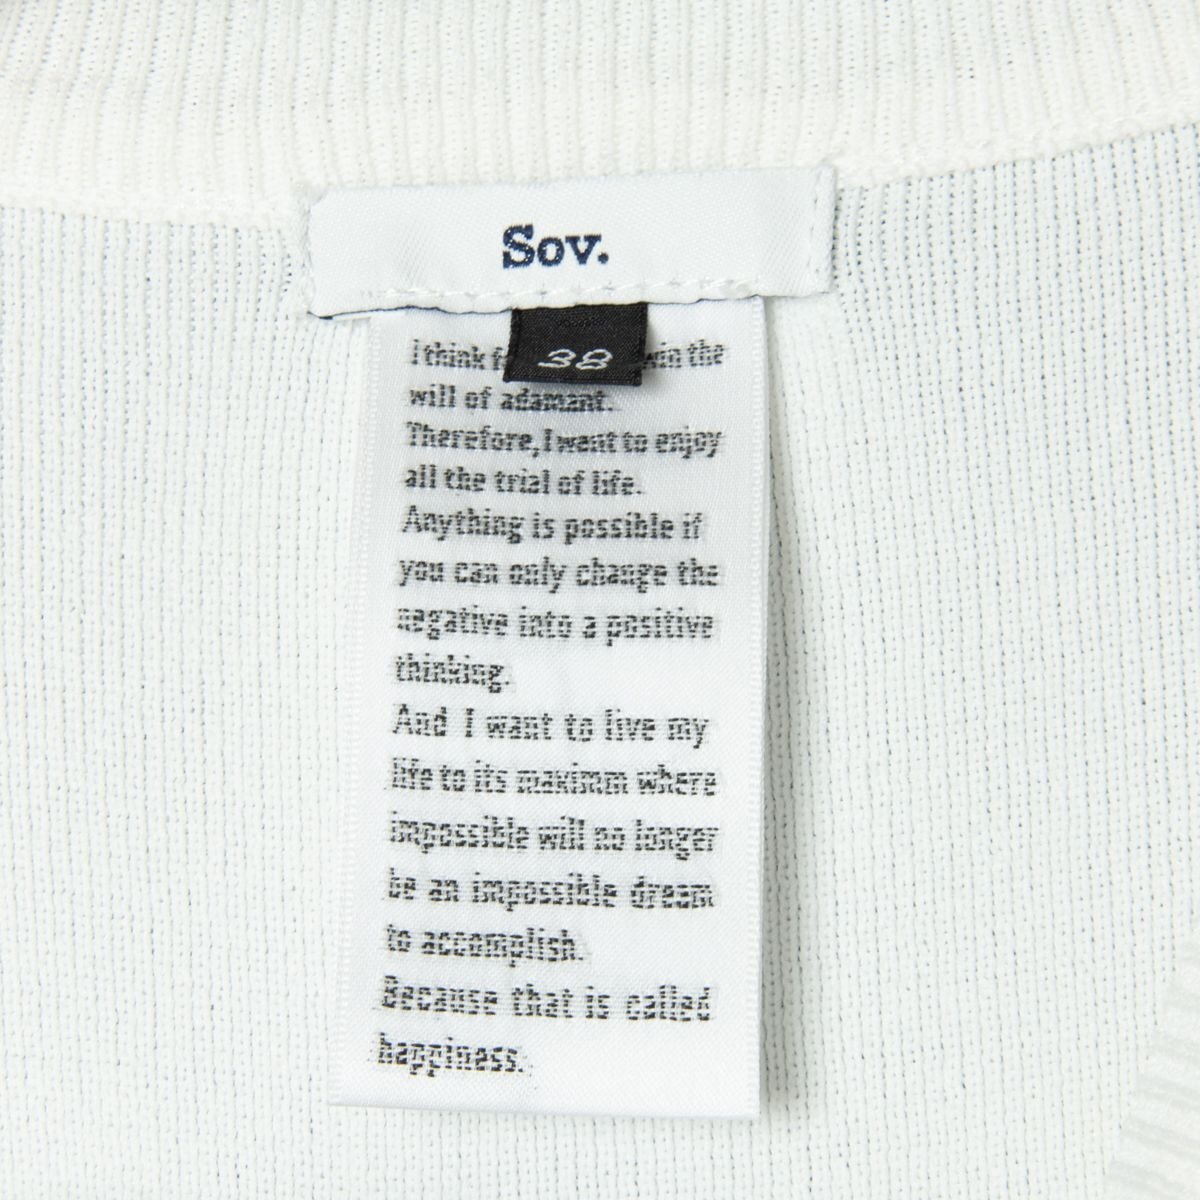 Sov.
38
I think win the
will of adamant.
Therefore, I want to enjoy
all the trial of life.
Anything is possible if
you can only change the
negative into a positive
thinking.
And I want to live my
life to its maximm where
impossible will no longer
be an impossible dream
to accomplish.
Because that is called
happiness.